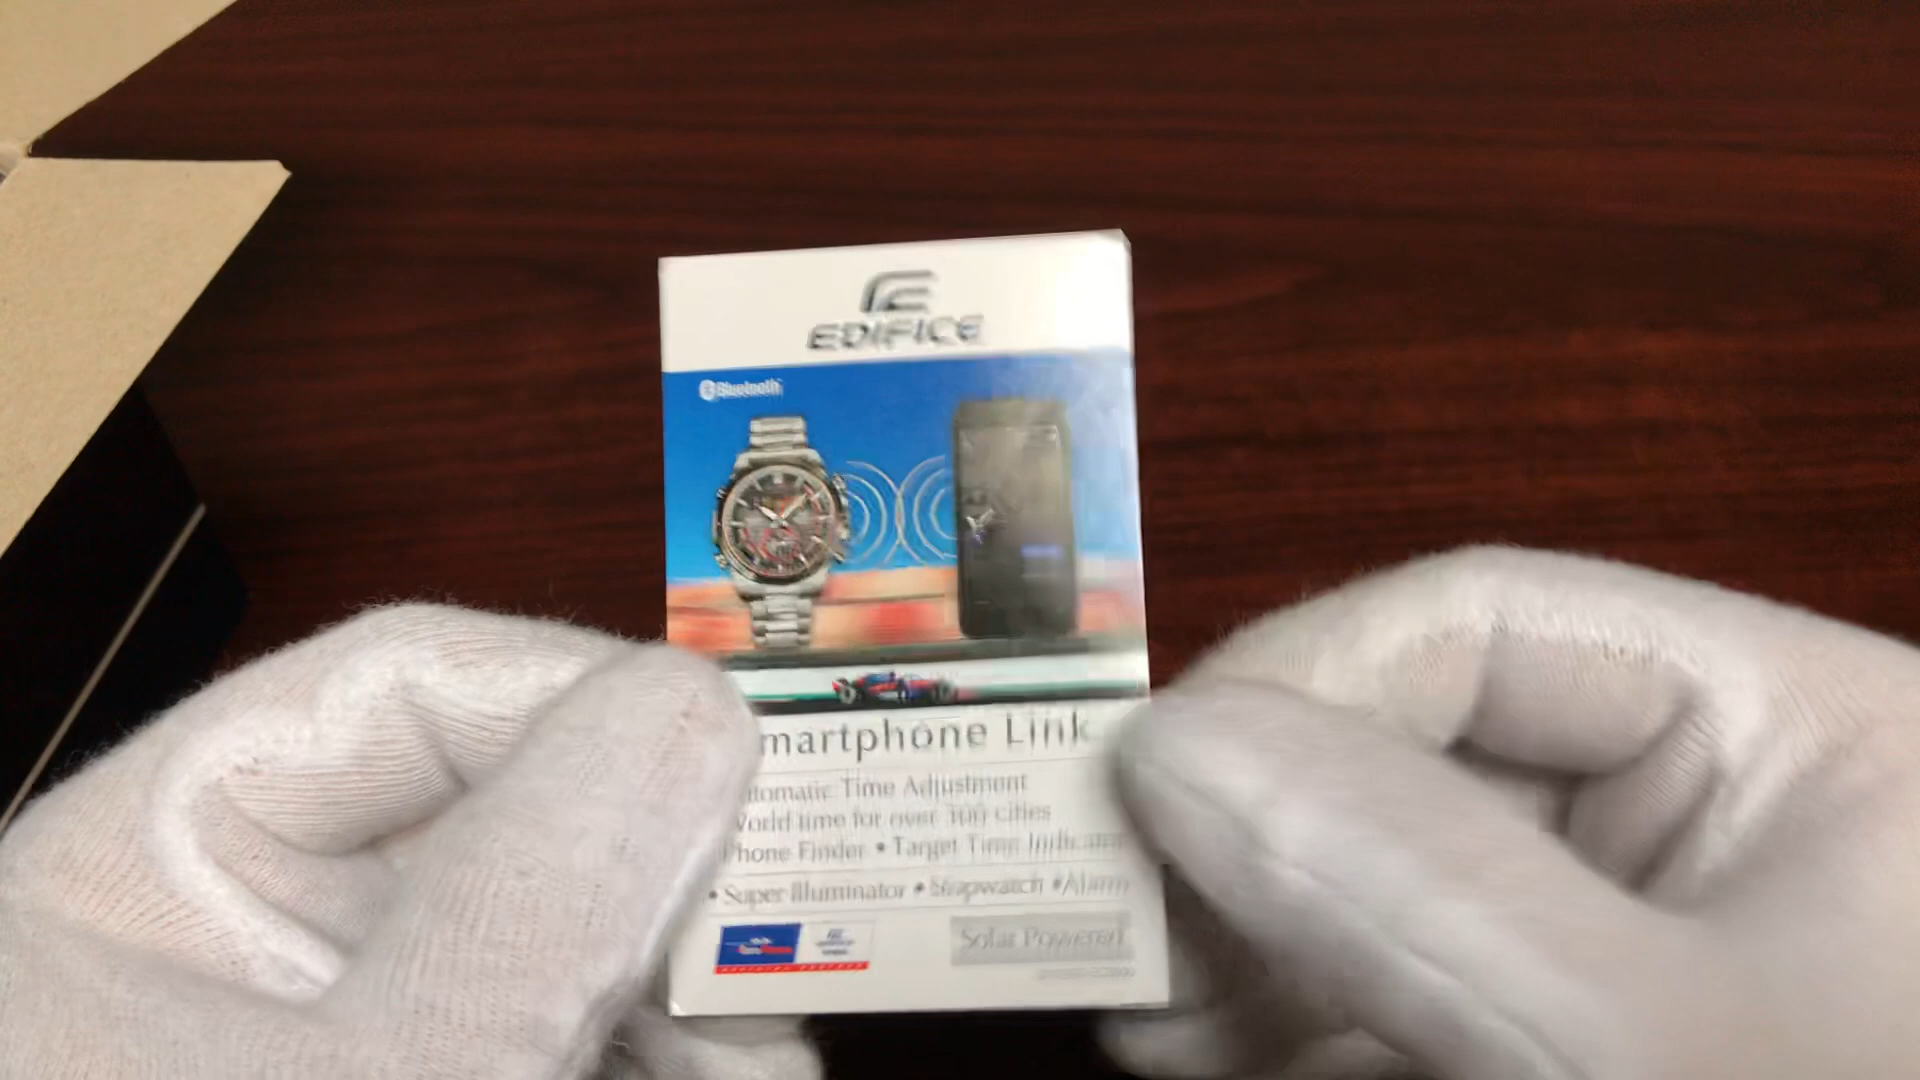 EDIFICE
Bluetooth
martphone Link
utomatic Time Adjustment
World time for over 300 cities
Phone Finder • Target Time Indicator
• Super Illuminator • Stopwatch • Alarm
Solar Powered